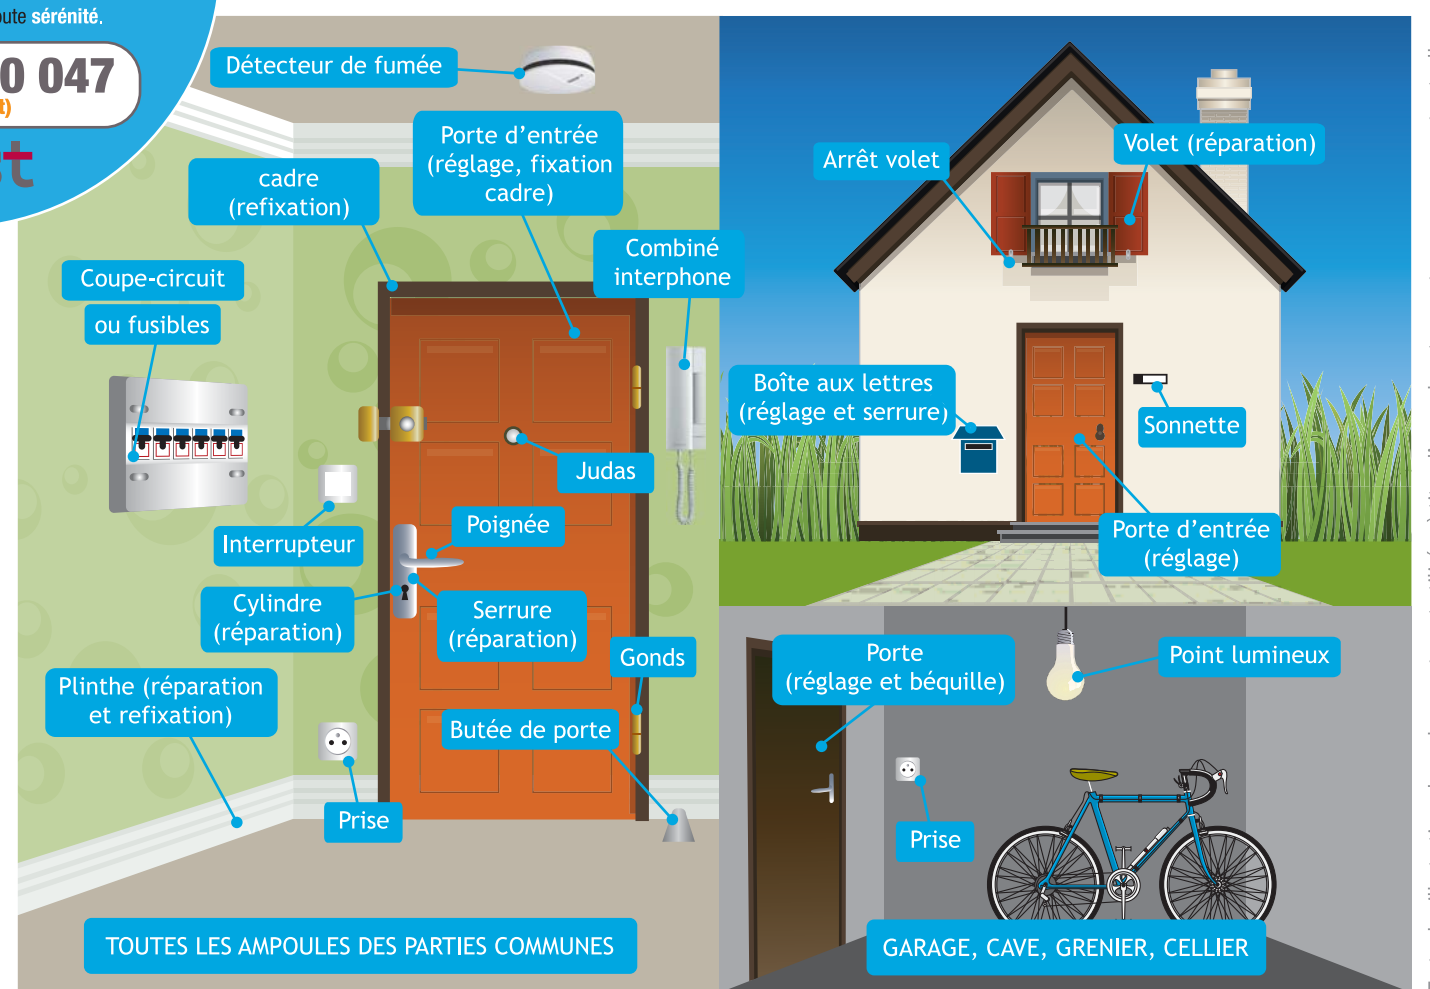 sérénité.
0 047
Détecteur de fumée
Porte d’entrée
(réglage, fixation
cadre)
cadre
(refixation)
Combiné
interphone
Coupe-circuit
ou fusibles
Judas
Poignée
Interrupteur
Cylindre
(réparation)
Serrure
(réparation)
Gonds
Plinthe (réparation
et refixation)
Butée de porte
Prise
TOUTES LES AMPOULES DES PARTIES COMMUNES
Arrêt volet
Volet (réparation)
Boîte aux lettres
(réglage et serrure)
Sonnette
Porte d’entrée
(réglage)
Porte
(réglage et béquille)
Point lumineux
Prise
GARAGE, CAVE, GRENIER, CELLIER